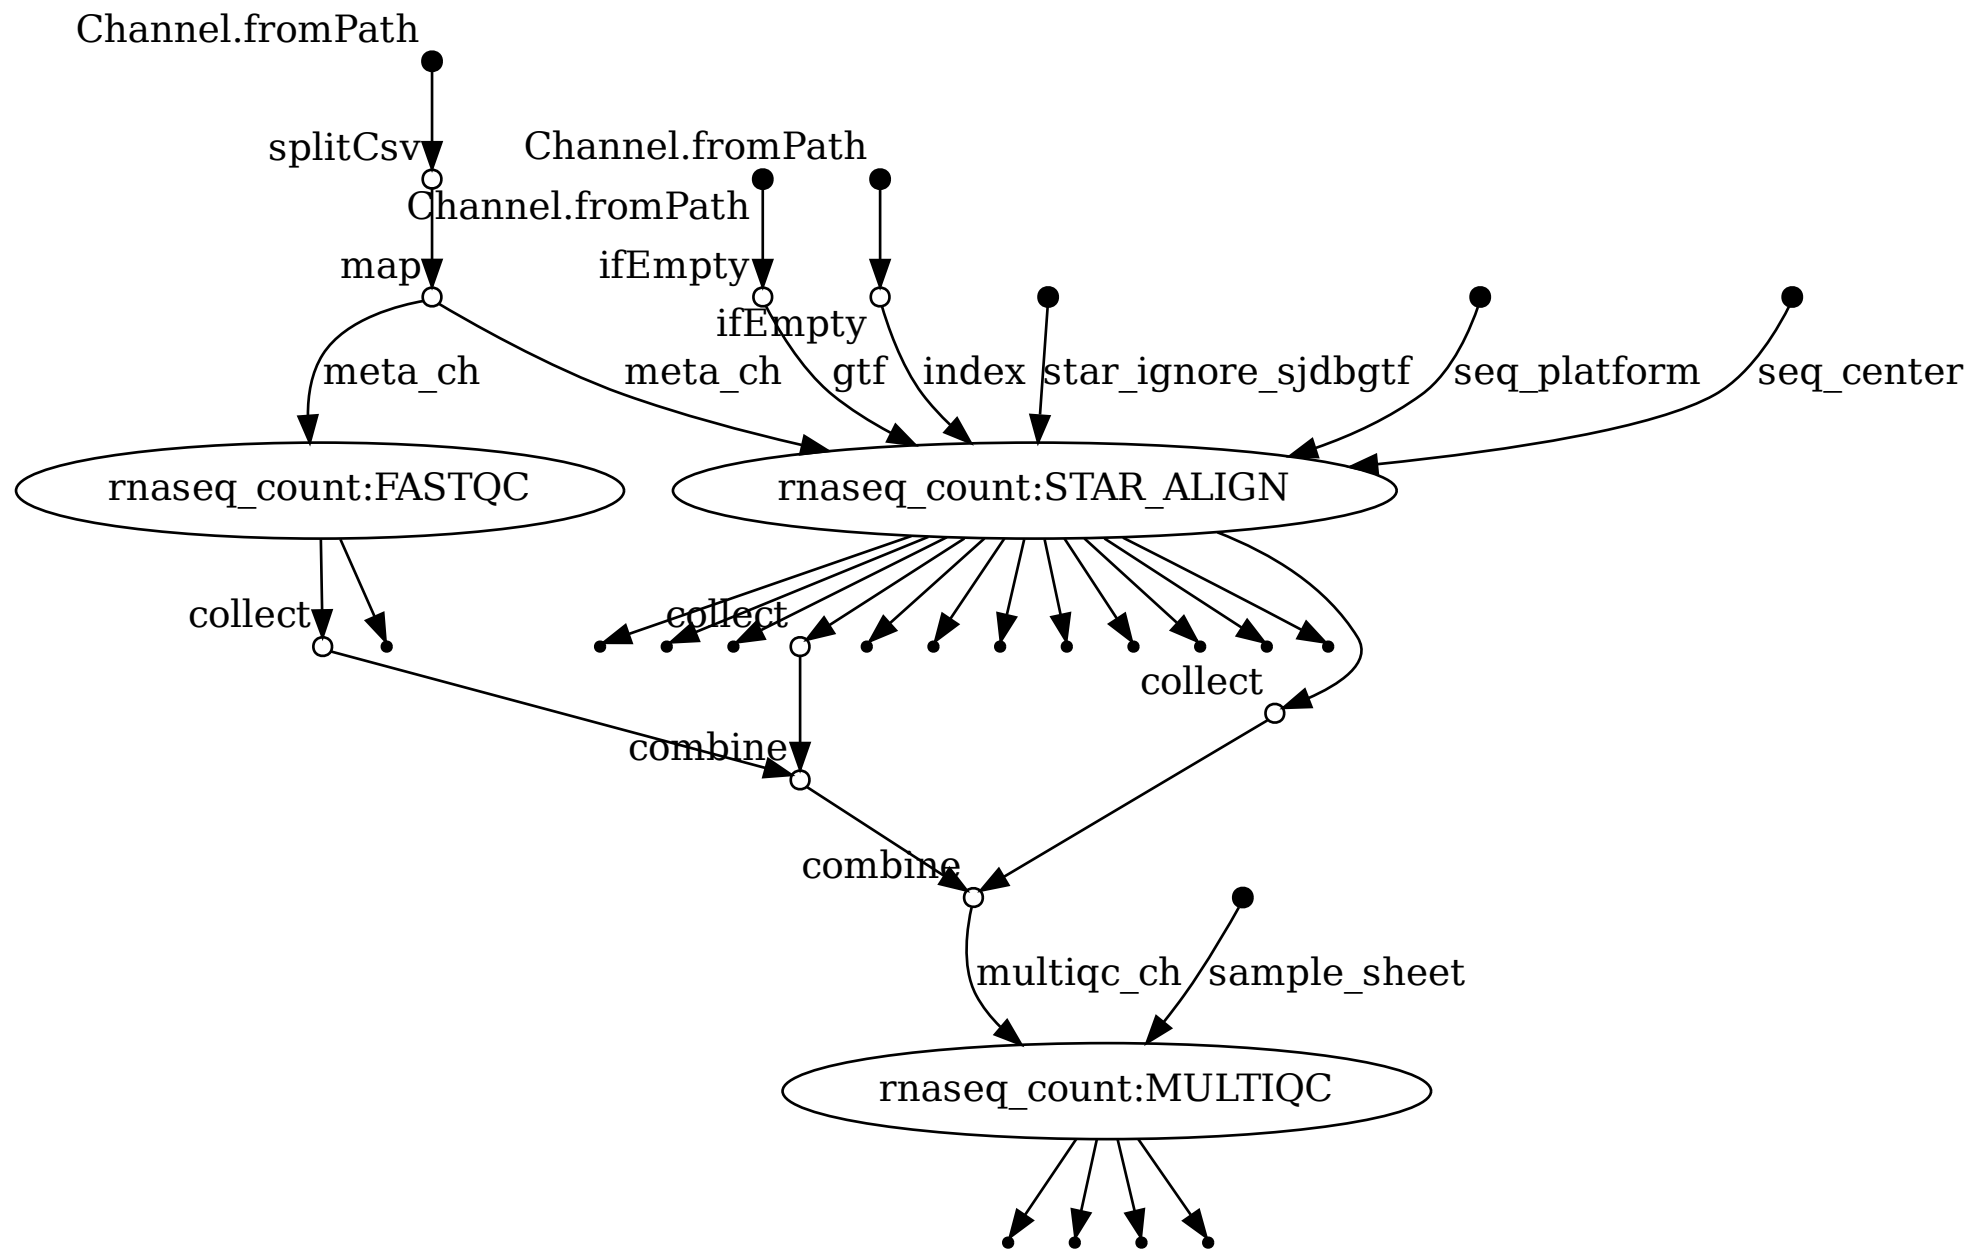 Channel.fromPath
splitCsv
Channel.fromPath
Channel.fromPath
map
ifEmpty
ifEmpty
meta_ch
meta_ch
gtf
index
star_ignore_sjdbgtf
seq_platform
seq_center
rnaseq_count:FASTQC
rnaseq_count:STAR_ALIGN
collect
collect
collect
combine
combine
multiqc_ch
sample_sheet
rnaseq_count:MULTIQC